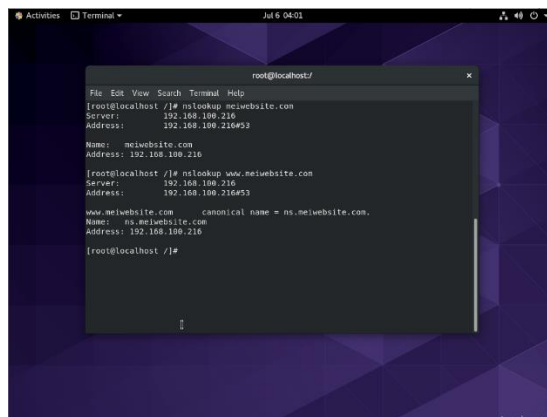 Activities Terminal Jul 6 04:01
root@localhost:/
File Edit View Search Terminal Help
[root@localhost /]# nslookup meiwebsite.com
Server: 192.168.100.216
Address: 192.168.100.216#53
Name: meiwebsite.com
Address: 192.168.100.216
[root@localhost /]# nslookup www.meiwebsite.com
Server: 192.168.100.216
Address: 192.168.100.216#53
www.meiwebsite.com canonical name = ns.meiwebsite.com.
Name: ns.meiwebsite.com
Address: 192.168.100.216
[root@localhost /]#